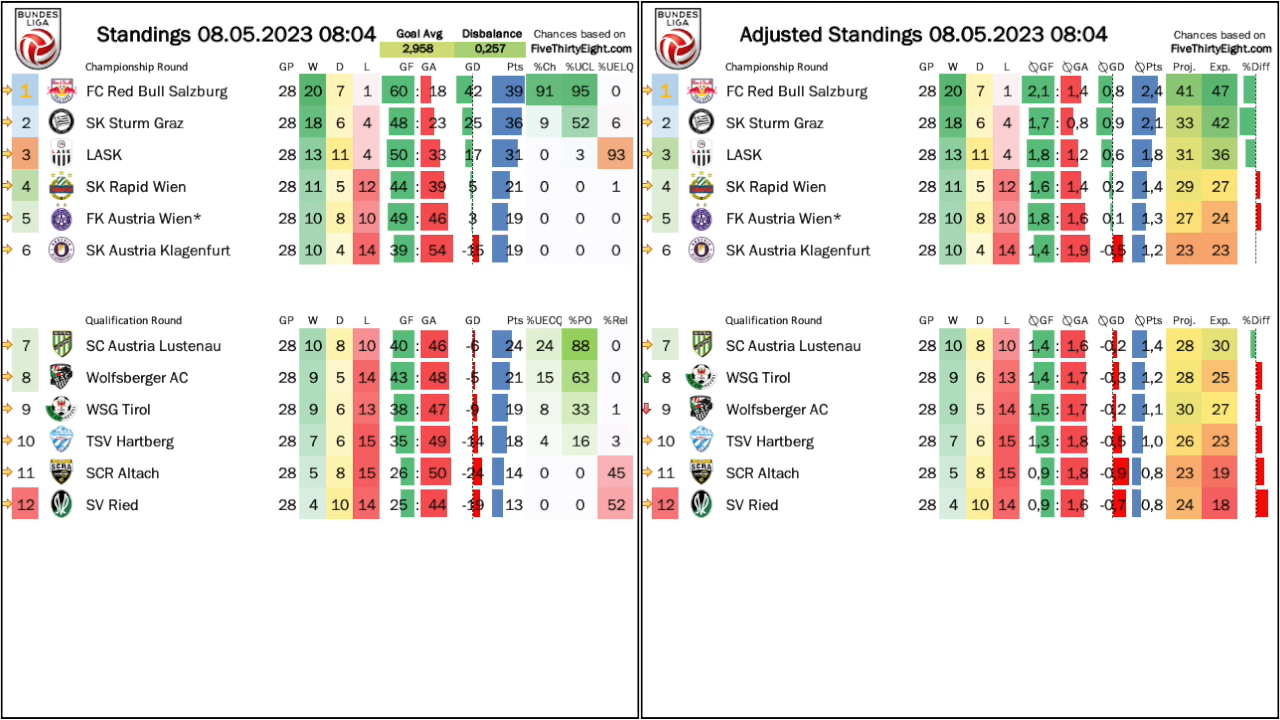 BUNDES LIGA
Standings 08.05.2023 08:04
Goal Avg Disbalance Chances based on
2,958 0,257 FiveThirtyEight.com
Championship Round GP W D L GF GA GD Pts %Ch %UCL %UELQ
1 FC Red Bull Salzburg 28 20 7 1 60 : 18 42 39 91 95 0
2 SK Sturm Graz 28 18 6 4 48 : 23 25 36 9 52 6
3 LASK 28 13 11 4 50 : 33 17 31 0 3 93
4 SK Rapid Wien 28 11 5 12 44 : 39 5 21 0 0 1
5 FK Austria Wien* 28 10 8 10 49 : 46 3 19 0 0 0
6 SK Austria Klagenfurt 28 10 4 14 39 : 54 -15 19 0 0 0
Qualification Round GP W D L GF GA GD Pts %UECQ %PO %Rel
7 SC Austria Lustenau 28 10 8 10 40 : 46 -6 24 24 88 0
8 Wolfsberger AC 28 9 5 14 43 : 48 -5 21 15 63 0
9 WSG Tirol 28 9 6 13 38 : 47 -9 19 8 33 1
10 TSV Hartberg 28 7 6 15 35 : 49 -14 18 4 16 3
11 SCR Altach 28 5 8 15 26 : 50 -24 14 0 0 45
12 SV Ried 28 4 10 14 25 : 44 -19 13 0 0 52
BUNDES LIGA
Adjusted Standings 08.05.2023 08:04
Chances based on
FiveThirtyEight.com
Championship Round GP W D L ∅GF ∅GA ∅GD ∅Pts Proj. Exp. %Diff
1 FC Red Bull Salzburg 28 20 7 1 2,1 : 1,4 0,8 2,4 41 47
2 SK Sturm Graz 28 18 6 4 1,7 : 0,8 0,9 2,1 33 42
3 LASK 28 13 11 4 1,8 : 1,2 0,6 1,8 31 36
4 SK Rapid Wien 28 11 5 12 1,6 : 1,4 0,2 1,4 29 27
5 FK Austria Wien* 28 10 8 10 1,8 : 1,6 0,1 1,3 27 24
6 SK Austria Klagenfurt 28 10 4 14 1,4 : 1,9 -0,5 1,2 23 23
Qualification Round GP W D L ∅GF ∅GA ∅GD ∅Pts Proj. Exp. %Diff
7 SC Austria Lustenau 28 10 8 10 1,4 : 1,6 -0,2 1,4 28 30
8 WSG Tirol 28 9 6 13 1,4 : 1,7 -0,3 1,2 28 25
9 Wolfsberger AC 28 9 5 14 1,5 : 1,7 -0,2 1,1 30 27
10 TSV Hartberg 28 7 6 15 1,3 : 1,8 -0,5 1,0 26 23
11 SCR Altach 28 5 8 15 0,9 : 1,8 -0,9 0,8 23 19
12 SV Ried 28 4 10 14 0,9 : 1,6 -0,7 0,8 24 18